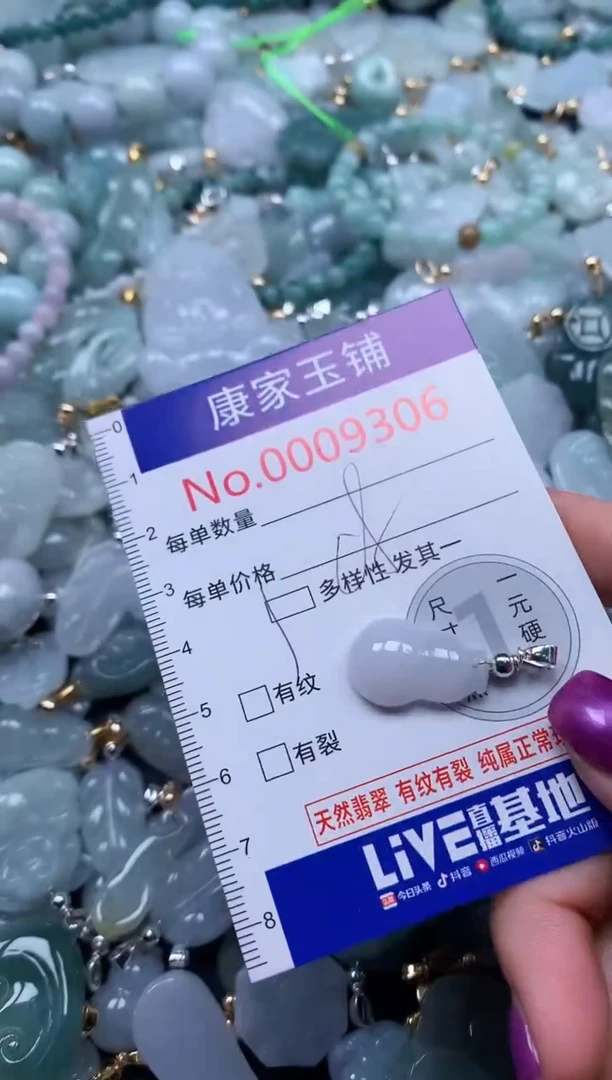 康家玉铺
No.0009306
每单数量
每单价格
多样性 发其一
尺寸
一元硬
1
有纹
有裂
天然翡翠 有纹有裂 纯属正常
LiVE直播基地
今日头条 抖音 西瓜视频 抖音火山版
0
1
2
3
4
5
6
7
8